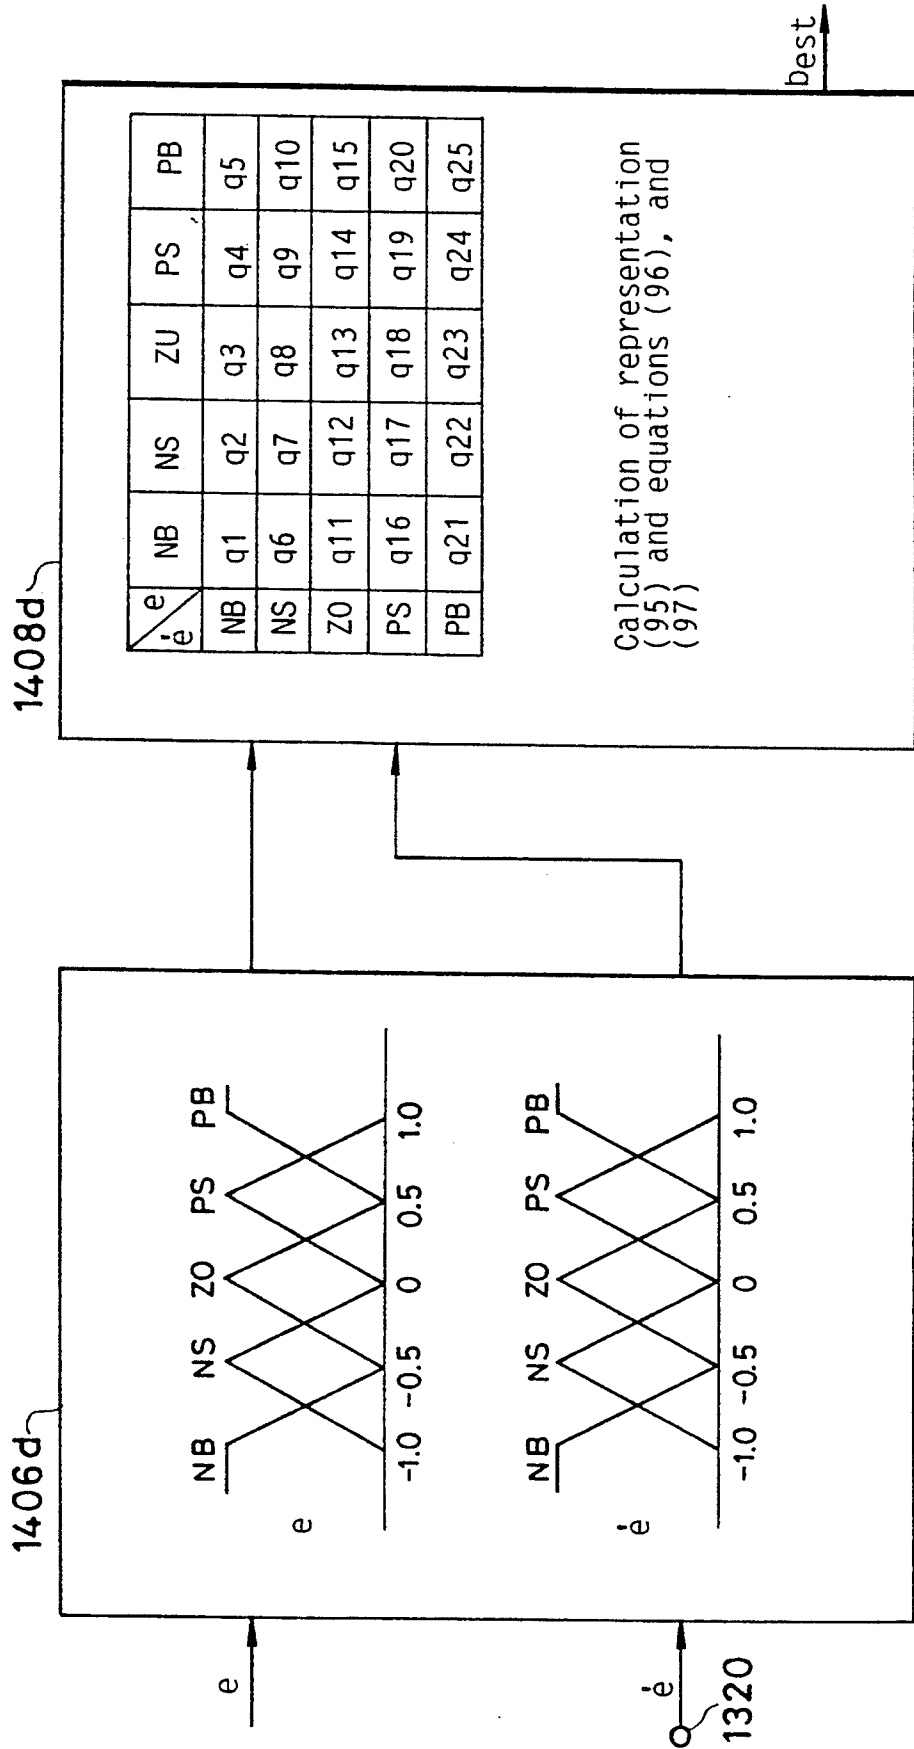 1406d
e
ė
1320
NB NS ZO PS PB
e
-1.0 -0.5 0 0.5 1.0
NB NS ZO PS PB
ė
-1.0 -0.5 0 0.5 1.0
1408d
e
ė
NB NS ZU PS PB
NB q1 q2 q3 q4 q5
NS q6 q7 q8 q9 q10
ZO q11 q12 q13 q14 q15
PS q16 q17 q18 q19 q20
PB q21 q22 q23 q24 q25
Calculation of representation
(95) and equations (96), and
(97)
best